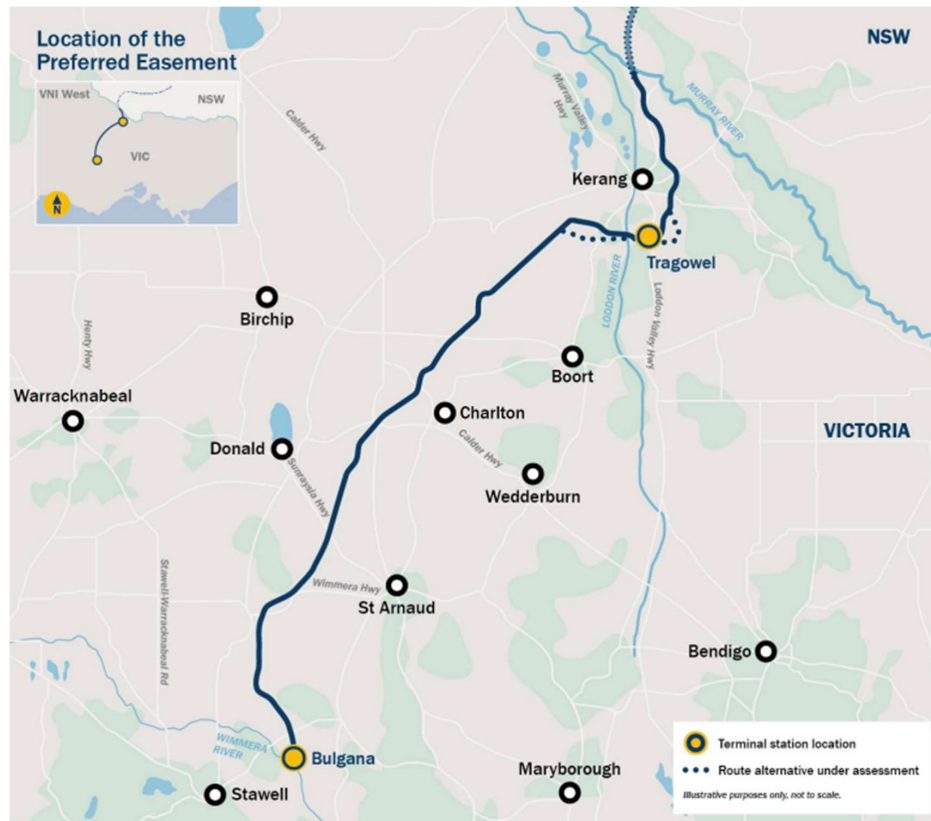 Location of the
Preferred Easement
VNI West
NSW
VIC
N
NSW
Calder Hwy
Murray Valley
Hwy
MURRAY RIVER
Kerang
Tragowel
LODDON RIVER
Loddon Valley Hwy
Birchip
Henty Hwy
Boort
Warracknabeal
Charlton
VICTORIA
Donald
Sunraysia Hwy
Calder Hwy
Wedderburn
Stawell-Warracknabeal Rd
Wimmera Hwy
St Arnaud
Bendigo
WIMMERA
RIVER
Bulgana
Stawell
Maryborough
Terminal station location
Route alternative under assessment
Illustrative purposes only, not to scale.